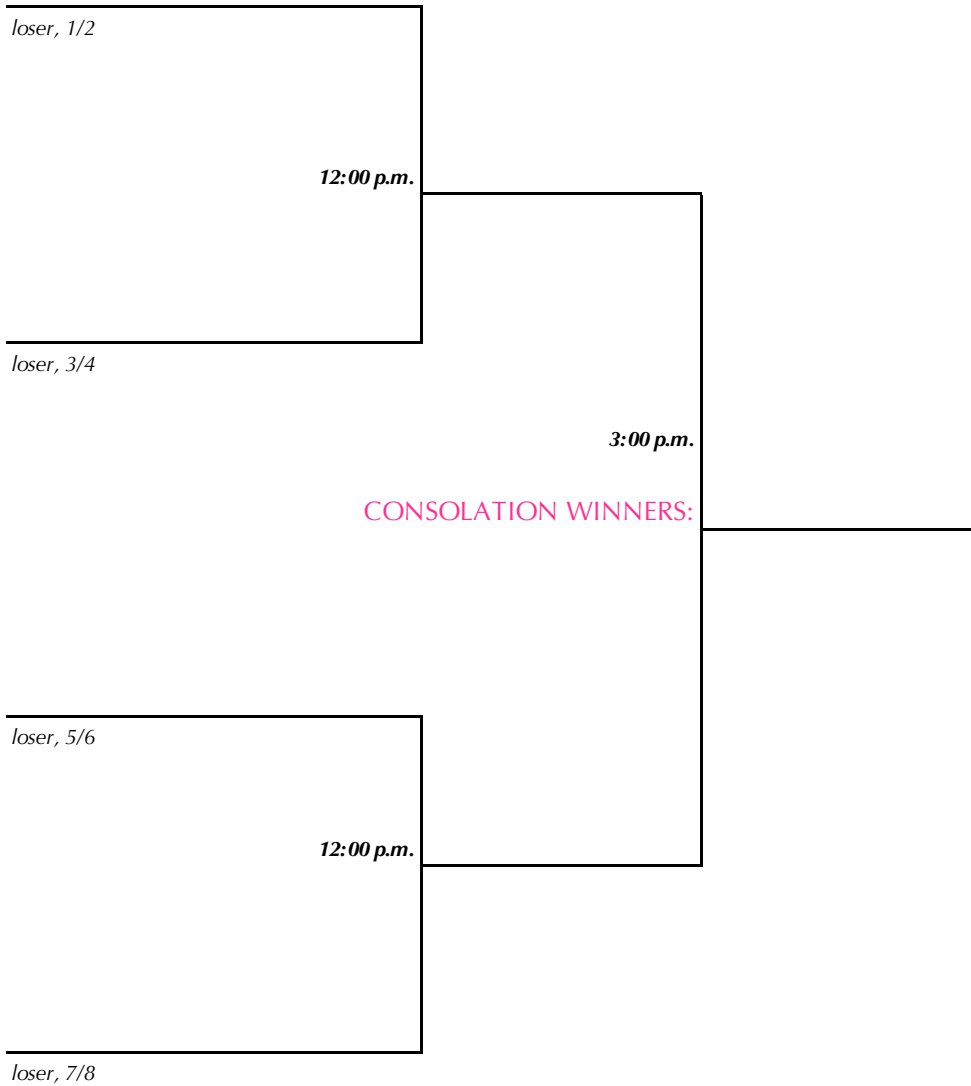 loser, 1/2
12:00 p.m.
loser, 3/4
3:00 p.m.
CONSOLATION WINNERS:
loser, 5/6
12:00 p.m.
loser, 7/8